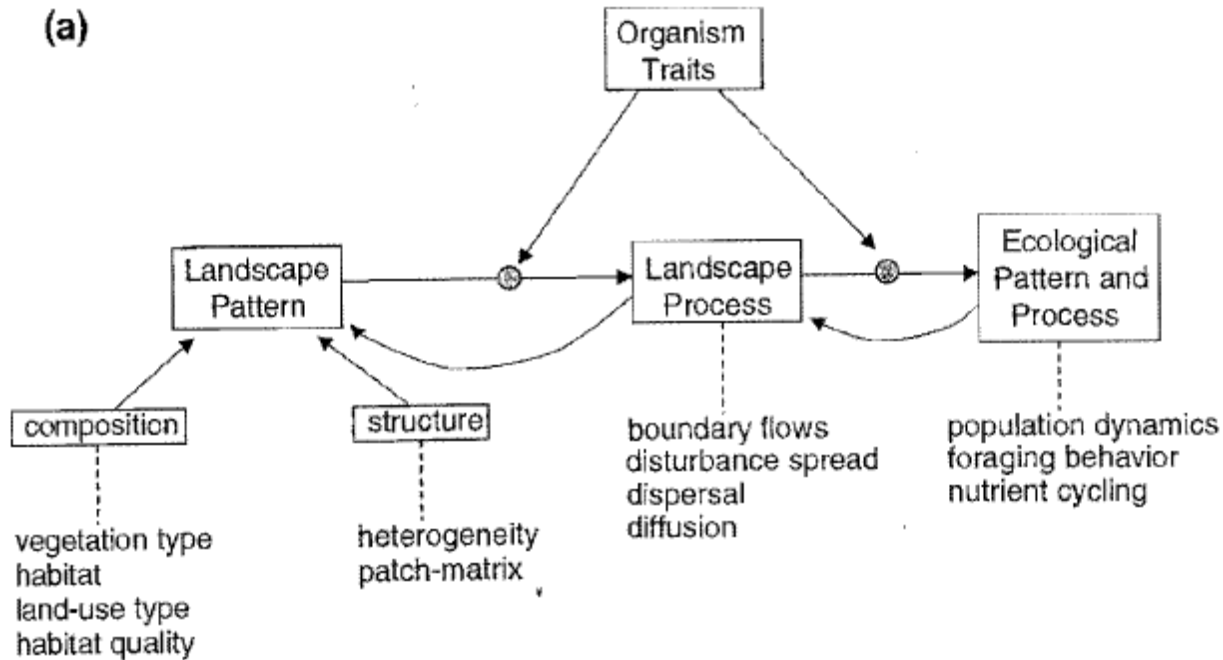 (a)
Organism
Traits
Landscape
Pattern
Landscape
Process
Ecological
Pattern and
Process
composition
structure
vegetation type
habitat
land-use type
habitat quality
heterogeneity
patch-matrix
boundary flows
disturbance spread
dispersal
diffusion
population dynamics
foraging behavior
nutrient cycling